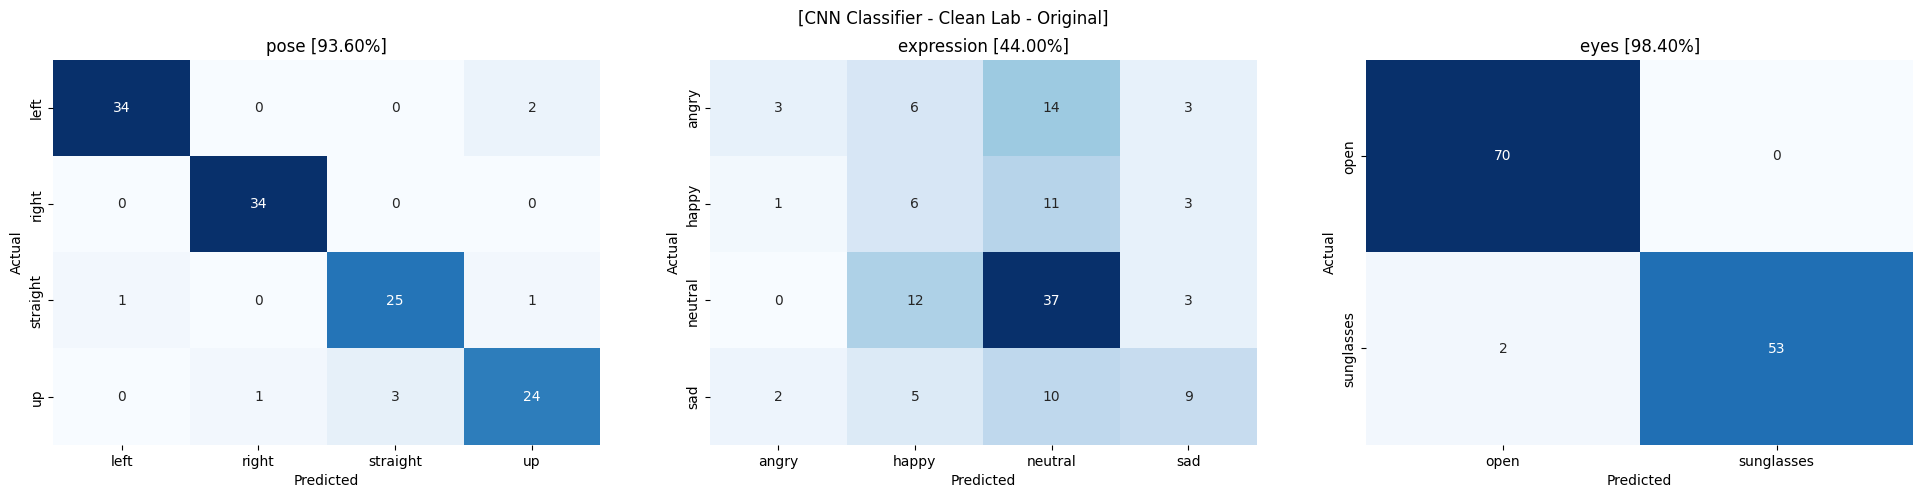 [CNN Classifier - Clean Lab - Original]
pose [93.60%]
left 34 0 0 2
right 0 34 0 0
straight 1 0 25 1
up 0 1 3 24
Actual
left right straight up
Predicted
expression [44.00%]
angry 3 6 14 3
happy 1 6 11 3
neutral 0 12 37 3
sad 2 5 10 9
Actual
angry happy neutral sad
Predicted
eyes [98.40%]
open 70 0
sunglasses 2 53
Actual
open sunglasses
Predicted